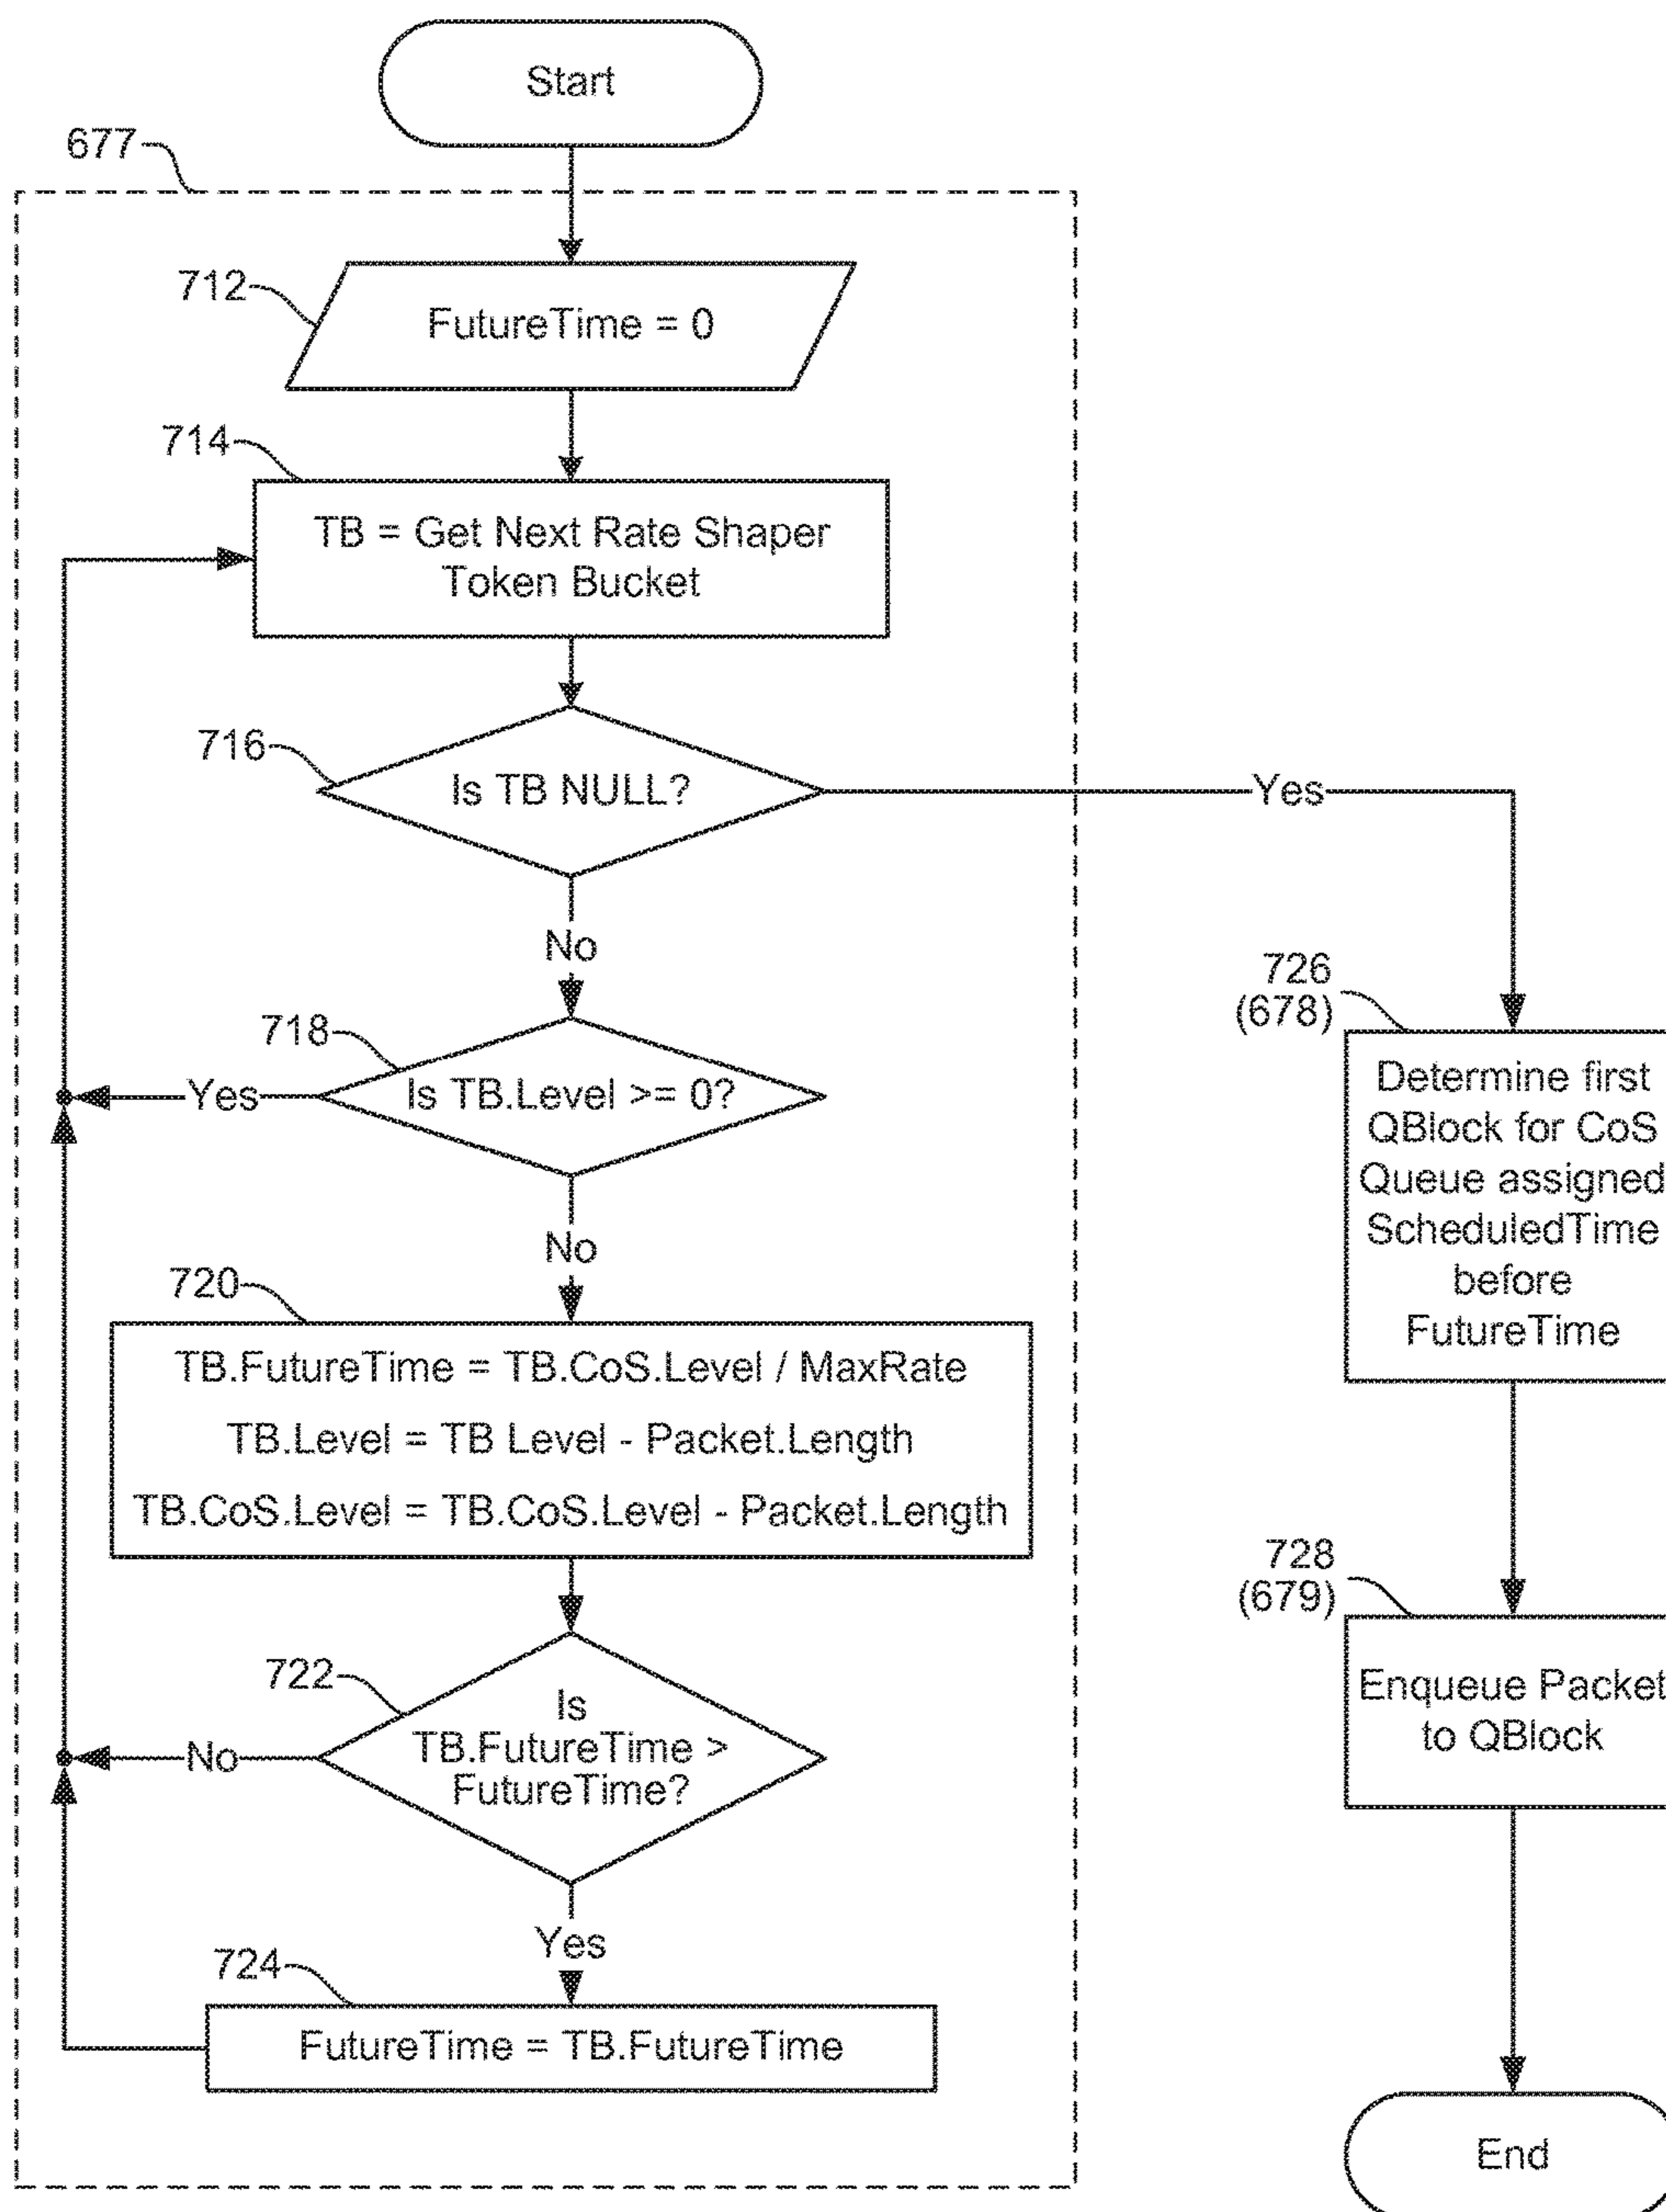 Start
677
712
FutureTime = 0
714
TB = Get Next Rate Shaper
Token Bucket
716
Is TB NULL?
Yes
No
718
Is TB.Level >= 0?
Yes
No
720
TB.FutureTime = TB.CoS.Level / MaxRate
TB.Level = TB Level - Packet.Length
TB.CoS.Level = TB.CoS.Level - Packet.Length
722
Is
TB.FutureTime >
FutureTime?
No
Yes
724
FutureTime = TB.FutureTime
726
(678)
Determine first
QBlock for CoS
Queue assigned
ScheduledTime
before
FutureTime
728
(679)
Enqueue Packet
to QBlock
End